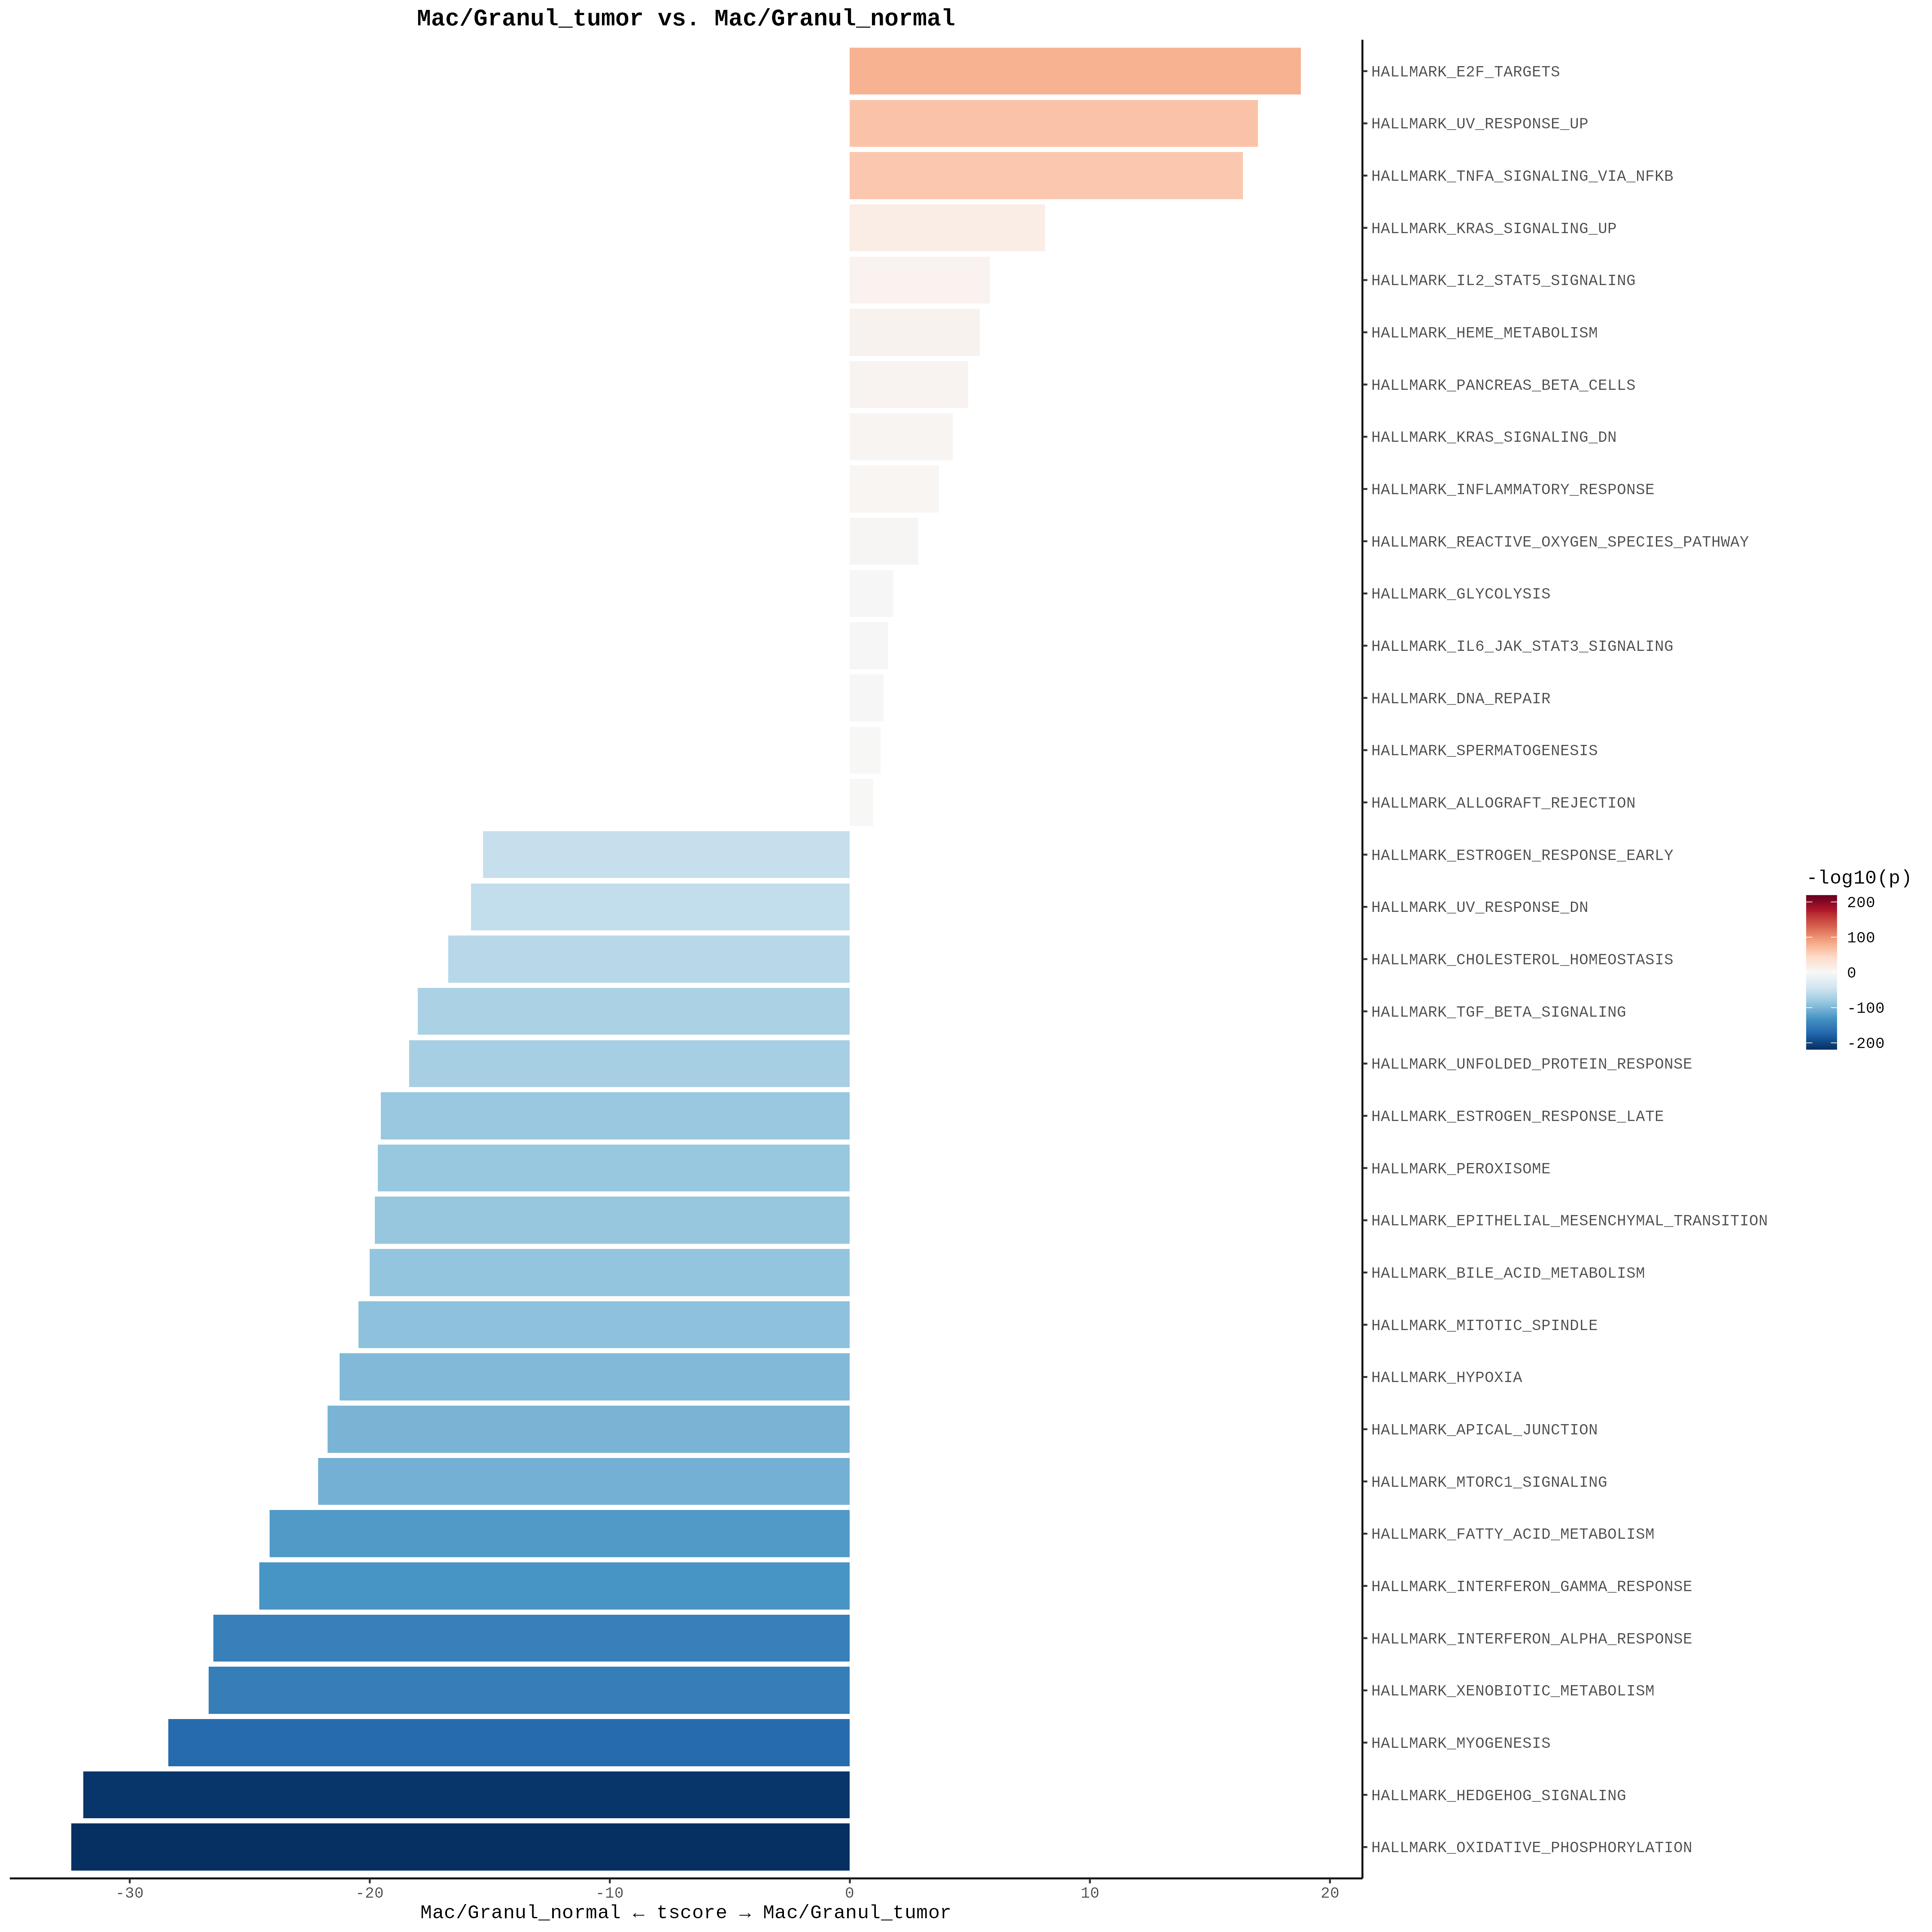 Mac/Granul_tumor vs. Mac/Granul_normal
HALLMARK_E2F_TARGETS
HALLMARK_UV_RESPONSE_UP
HALLMARK_TNFA_SIGNALING_VIA_NFKB
HALLMARK_KRAS_SIGNALING_UP
HALLMARK_IL2_STAT5_SIGNALING
HALLMARK_HEME_METABOLISM
HALLMARK_PANCREAS_BETA_CELLS
HALLMARK_KRAS_SIGNALING_DN
HALLMARK_INFLAMMATORY_RESPONSE
HALLMARK_REACTIVE_OXYGEN_SPECIES_PATHWAY
HALLMARK_GLYCOLYSIS
HALLMARK_IL6_JAK_STAT3_SIGNALING
HALLMARK_DNA_REPAIR
HALLMARK_SPERMATOGENESIS
HALLMARK_ALLOGRAFT_REJECTION
HALLMARK_ESTROGEN_RESPONSE_EARLY
HALLMARK_UV_RESPONSE_DN
HALLMARK_CHOLESTEROL_HOMEOSTASIS
HALLMARK_TGF_BETA_SIGNALING
HALLMARK_UNFOLDED_PROTEIN_RESPONSE
HALLMARK_ESTROGEN_RESPONSE_LATE
HALLMARK_PEROXISOME
HALLMARK_EPITHELIAL_MESENCHYMAL_TRANSITION
HALLMARK_BILE_ACID_METABOLISM
HALLMARK_MITOTIC_SPINDLE
HALLMARK_HYPOXIA
HALLMARK_APICAL_JUNCTION
HALLMARK_MTORC1_SIGNALING
HALLMARK_FATTY_ACID_METABOLISM
HALLMARK_INTERFERON_GAMMA_RESPONSE
HALLMARK_INTERFERON_ALPHA_RESPONSE
HALLMARK_XENOBIOTIC_METABOLISM
HALLMARK_MYOGENESIS
HALLMARK_HEDGEHOG_SIGNALING
HALLMARK_OXIDATIVE_PHOSPHORYLATION
-30 -20 -10 0 10 20
Mac/Granul_normal ← tscore → Mac/Granul_tumor
-log10(p)
200
100
0
-100
-200